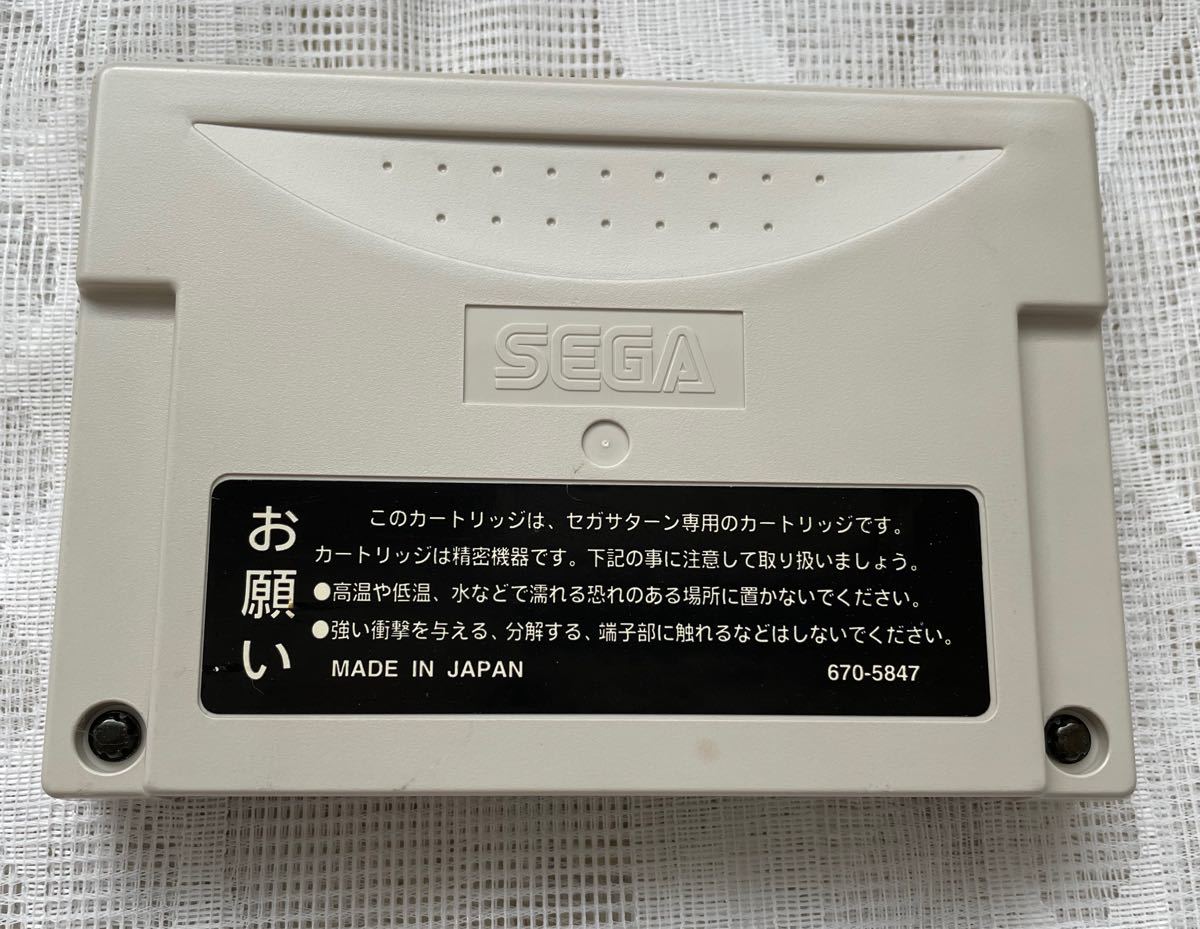 SEGA
お願い
このカートリッジは、セガサターン専用のカートリッジです。
カートリッジは精密機器です。下記の事に注意して取り扱いましょう。
●高温や低温、水などで濡れる恐れのある場所に置かないでください。
●強い衝撃を与える、分解する、端子部に触れるなどはしないでください。
MADE IN JAPAN 670-5847